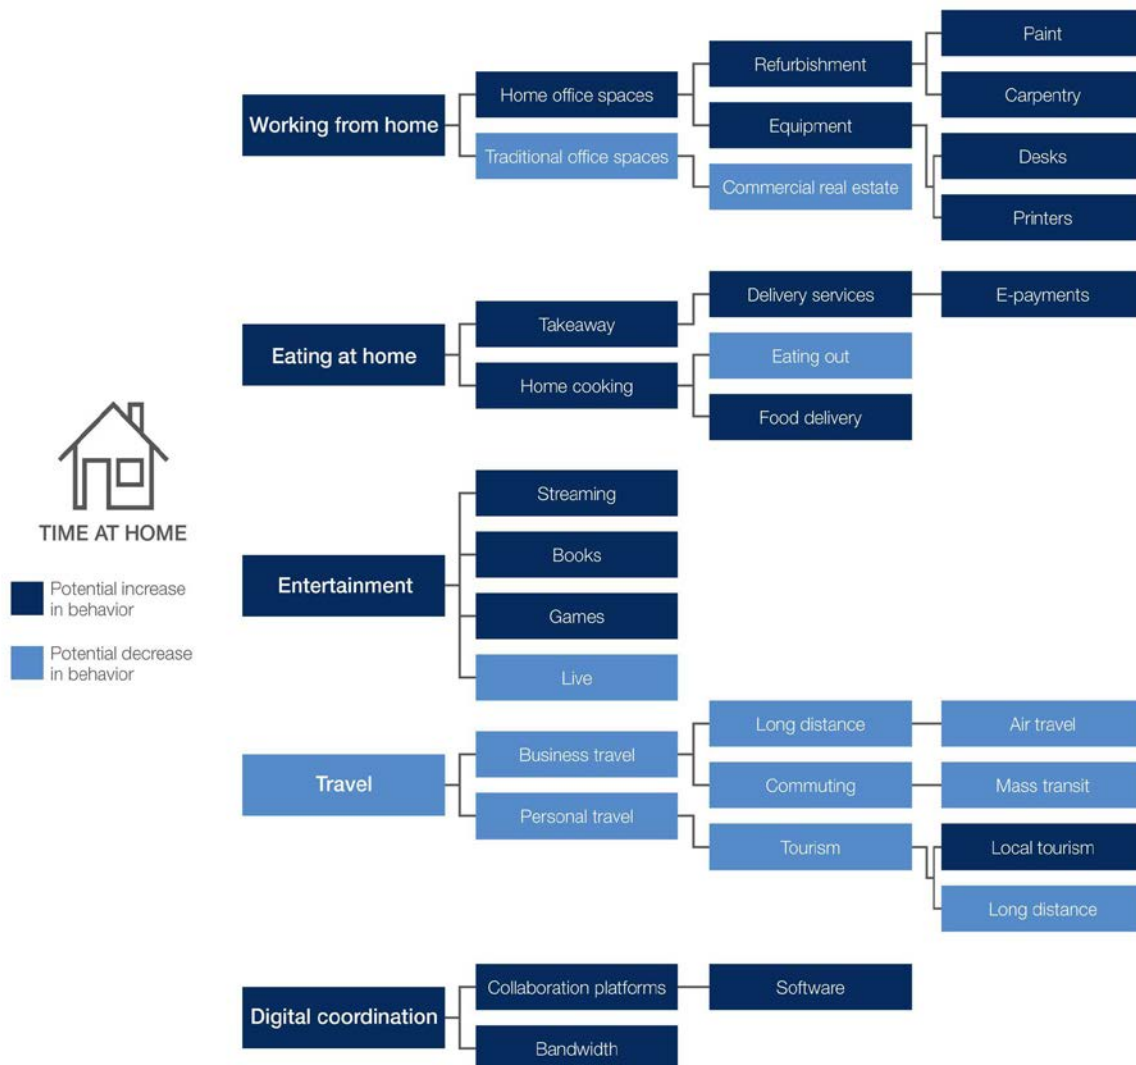 Paint
Refurbishment
Home office spaces
Carpentry
Working from home
Equipment
Traditional office spaces
Desks
Commercial real estate
Printers
Delivery services
E-payments
Takeaway
Eating at home
Eating out
Home cooking
Food delivery
TIME AT HOME
Potential increase
in behavior
Potential decrease
in behavior
Streaming
Books
Entertainment
Games
Live
Long distance
Air travel
Business travel
Travel
Commuting
Mass transit
Personal travel
Tourism
Local tourism
Long distance
Collaboration platforms
Software
Digital coordination
Bandwidth